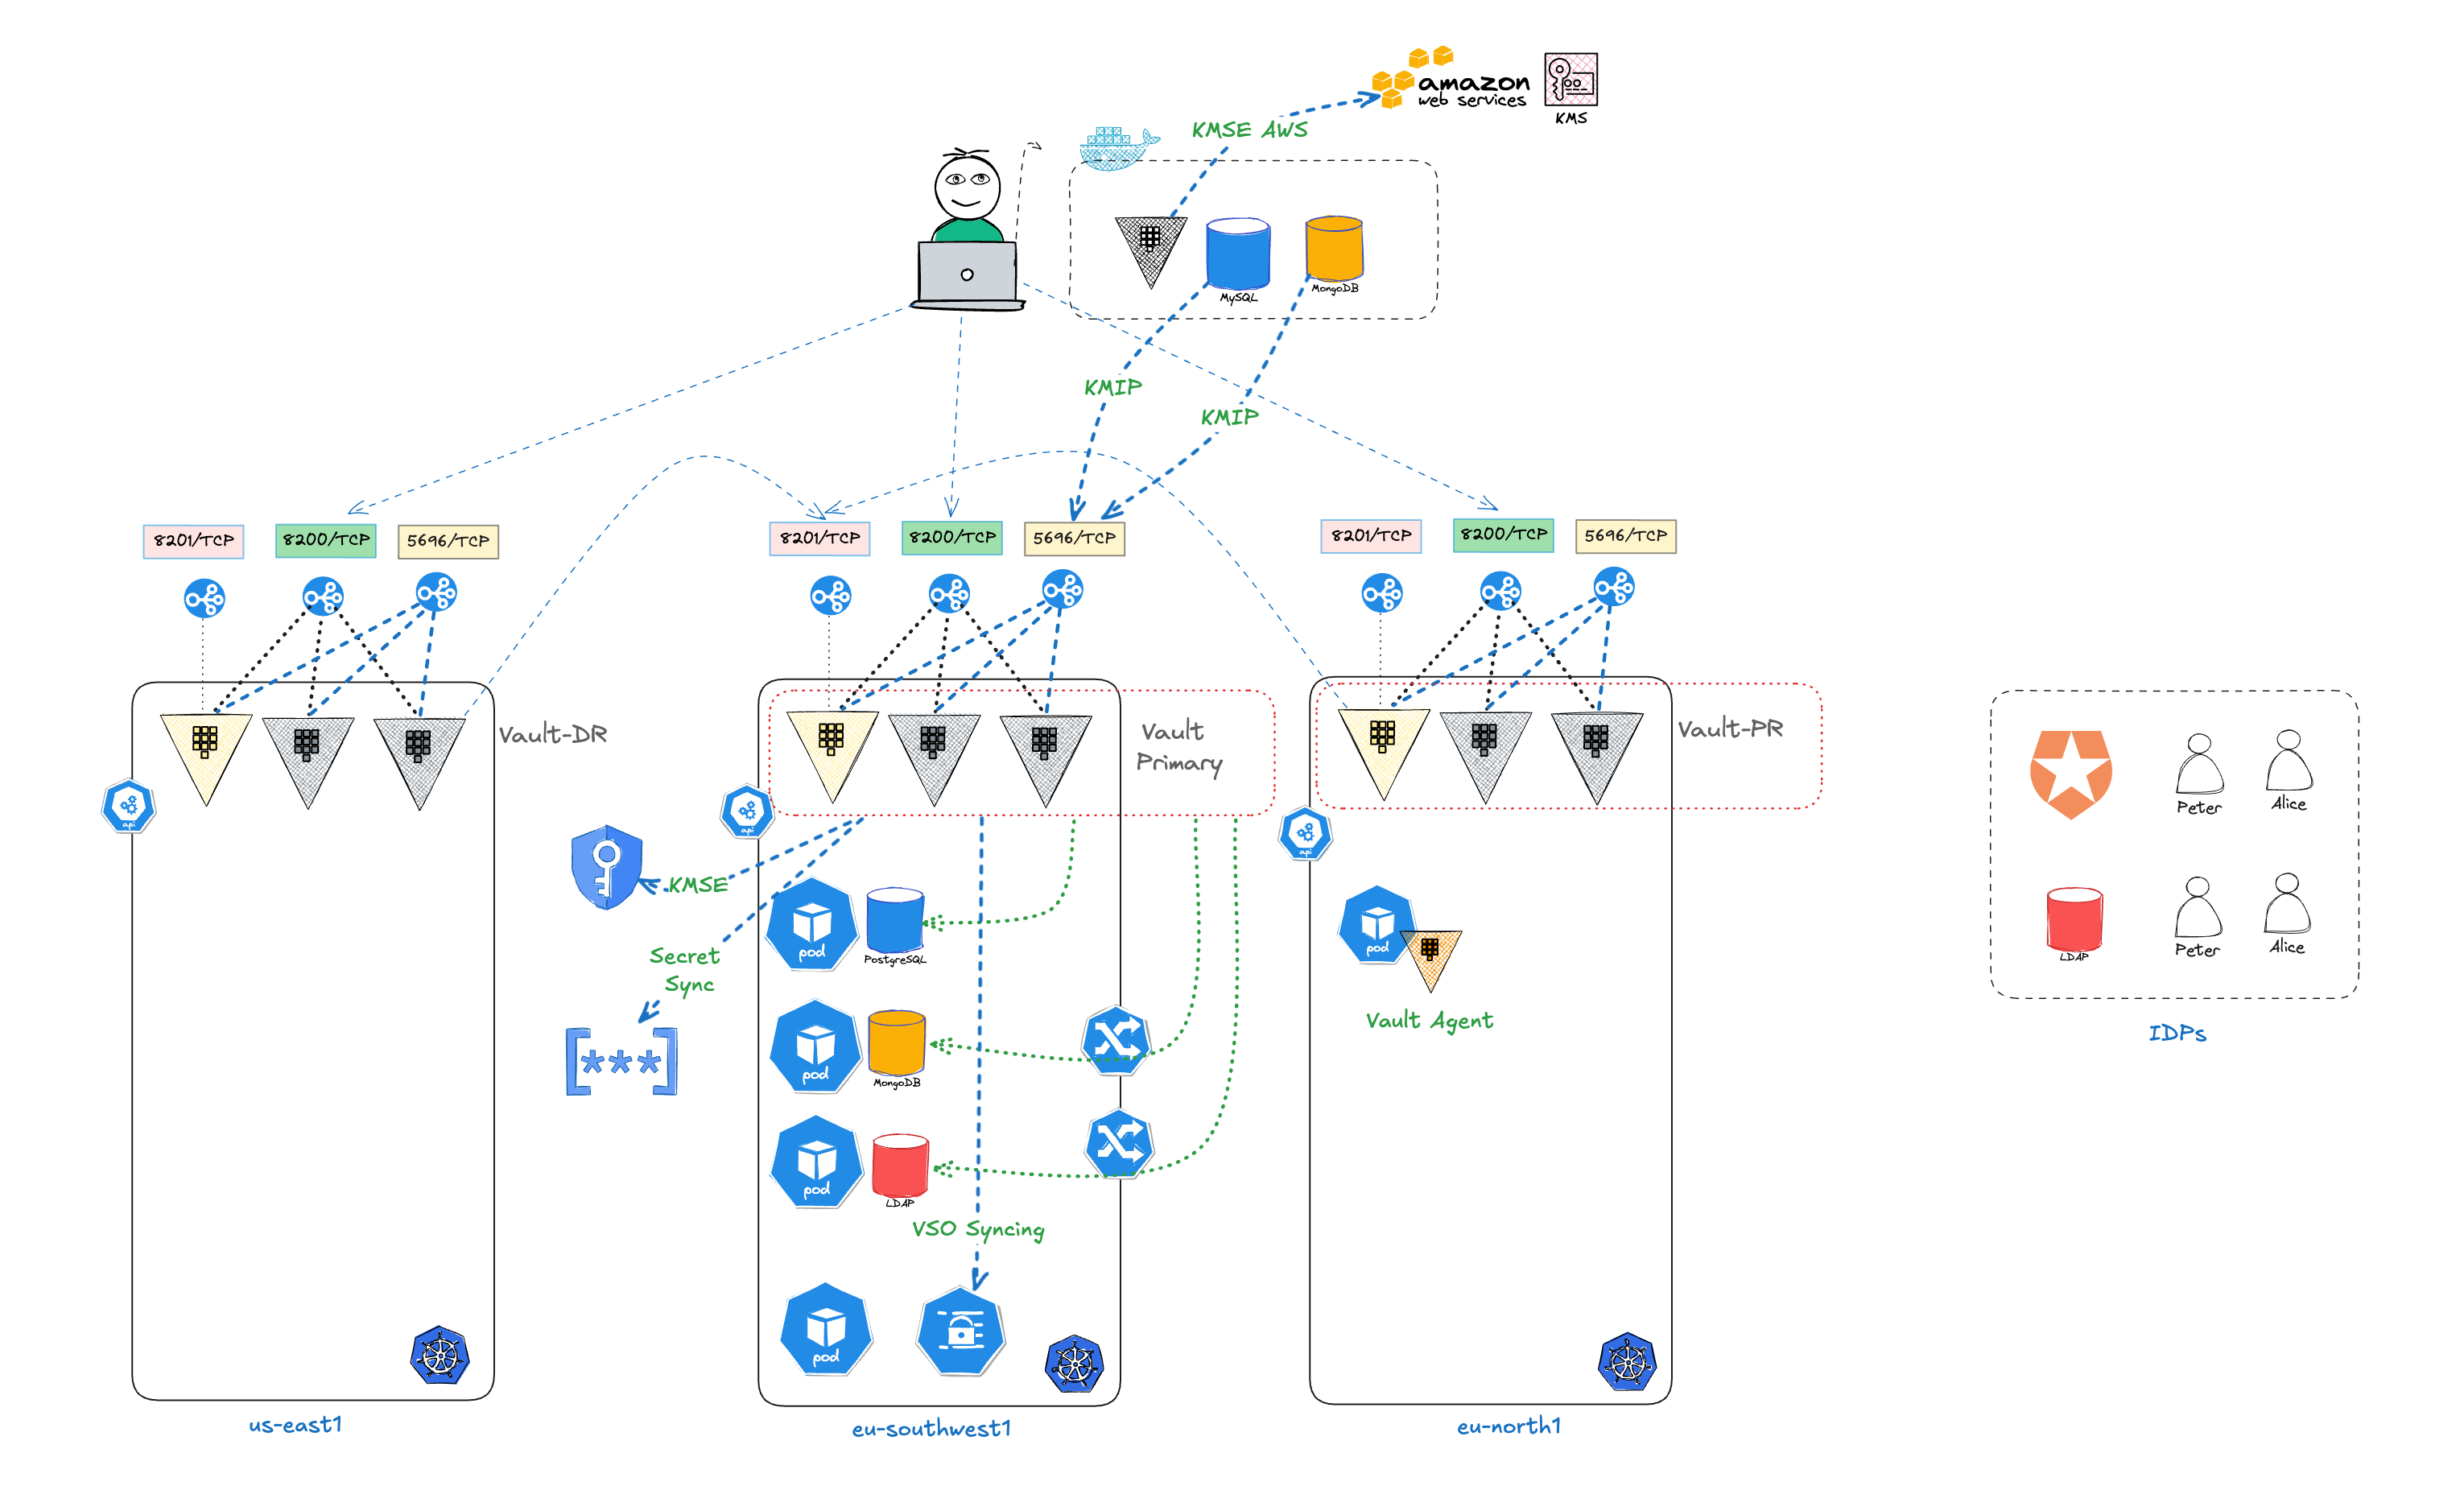 amazon
web services
KMS
KMSE AWS
MySQL
MongoDB
KMIP
KMIP
8201/TCP
8200/TCP
5696/TCP
8201/TCP
8200/TCP
5696/TCP
8201/TCP
8200/TCP
5696/TCP
Vault-DR
Vault
Primary
Vault-PR
api
api
api
KMSE
Secret
Sync
[***]
pod
PostgreSQL
pod
MongoDB
pod
LDAP
VSO Syncing
pod
pod
Vault Agent
Peter
Alice
LDAP
Peter
Alice
IDPs
us-east1
eu-southwest1
eu-north1